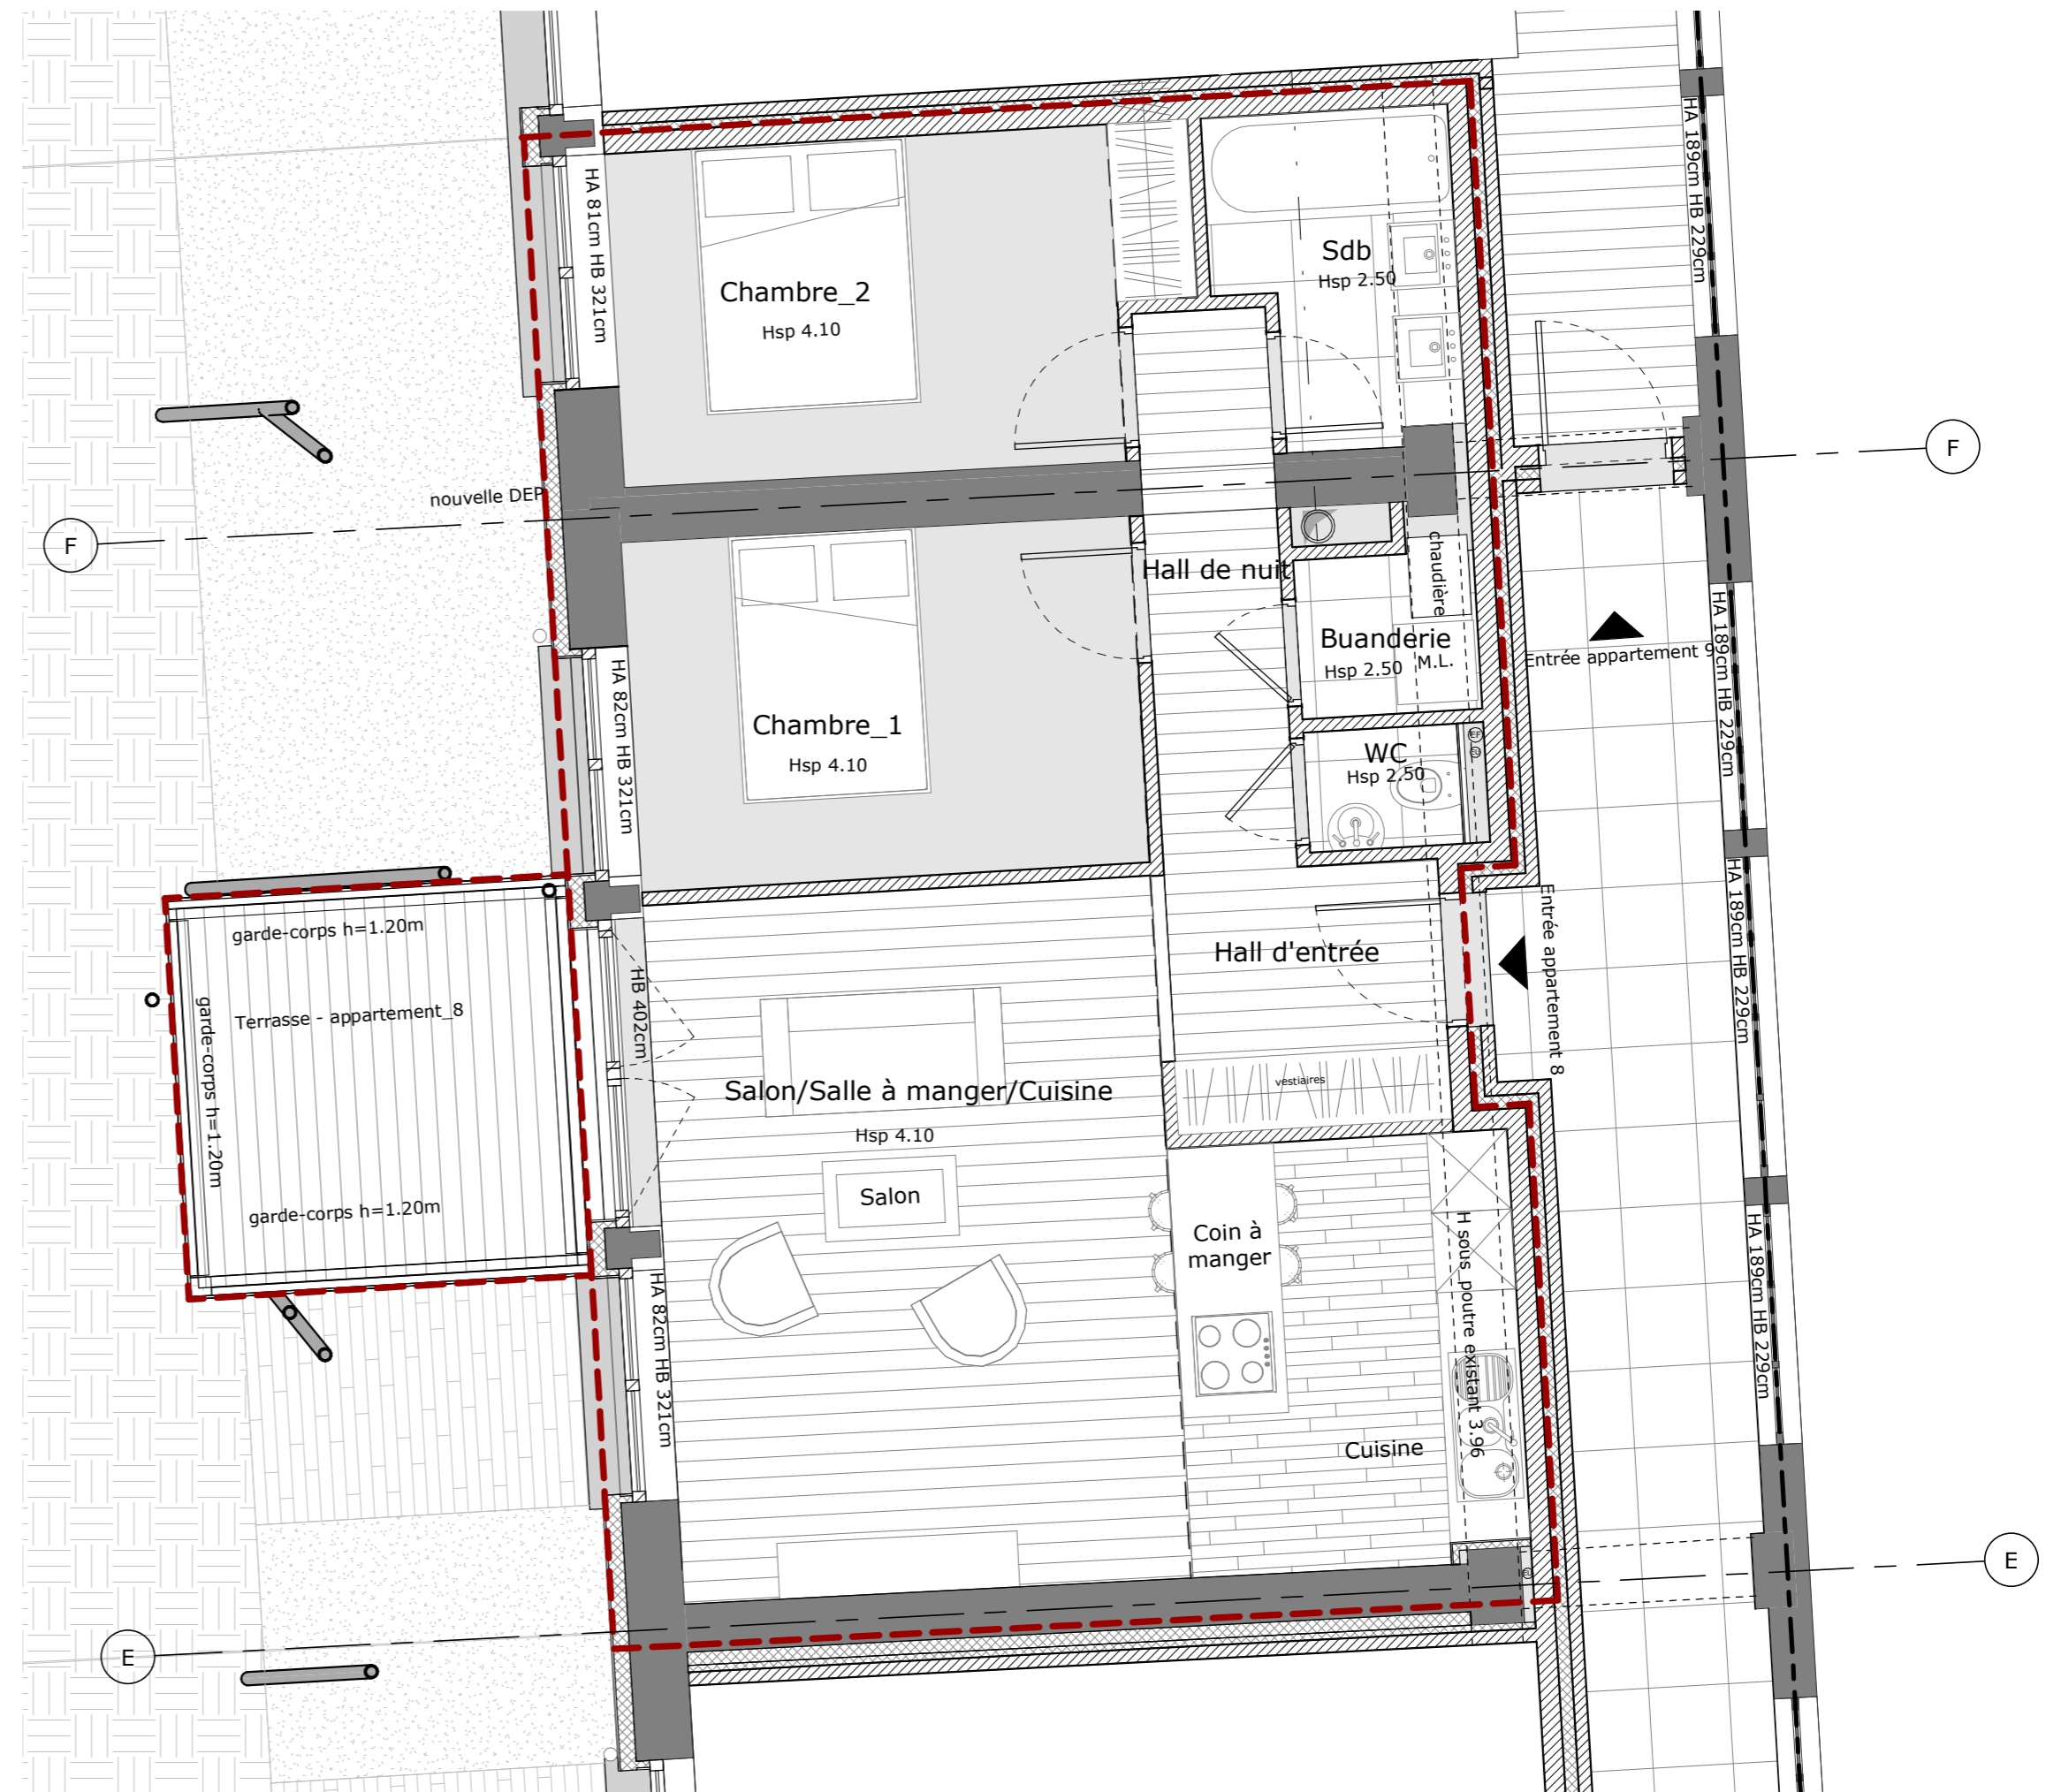 HA 189cm HB 229cm
HA 81cm HB 321cm
Sdb
Hsp 2.50
Chambre_2
Hsp 4.10
F
nouvelle DEP
F
chaudière
Hall de nuit
Buanderie
Hsp 2.50
M.L.
Entrée appartement 9
HA 189cm HB 229cm
HA 82cm HB 321cm
Chambre_1
Hsp 4.10
WC
Hsp 2.50
EF
garde-corps h=1.20m
Hall d'entrée
Entrée appartement 8
HA 189cm HB 229cm
HB 402cm
garde-corps h=1.20m
Terrasse - appartement_8
Salon/Salle à manger/Cuisine
Hsp 4.10
vestiaires
garde-corps h=1.20m
Salon
Coin à
manger
H sous poutre existant 3.96
HA 189cm HB 229cm
HA 82cm HB 321cm
Cuisine
E
E